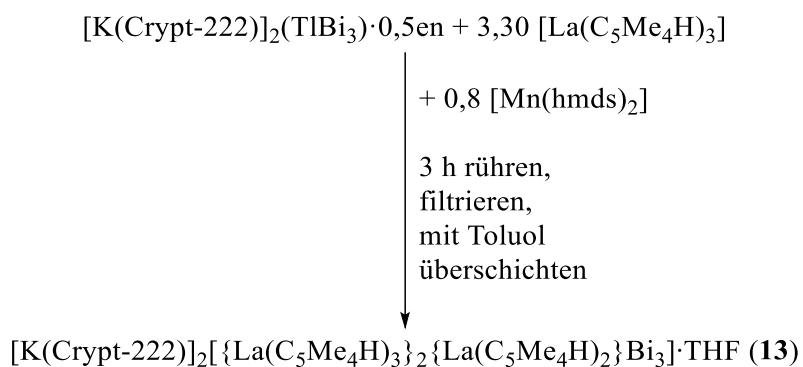 [K(Crypt-222)]₂(TlBi₃)·0,5en + 3,30 [La(C₅Me₄H)₃]
+ 0,8 [Mn(hmds)₂]
3 h rühren,
filtrieren,
mit Toluol
überschichten
[K(Crypt-222)]₂[{La(C₅Me₄H)₃}₂{La(C₅Me₄H)₂}Bi₃]·THF (13)